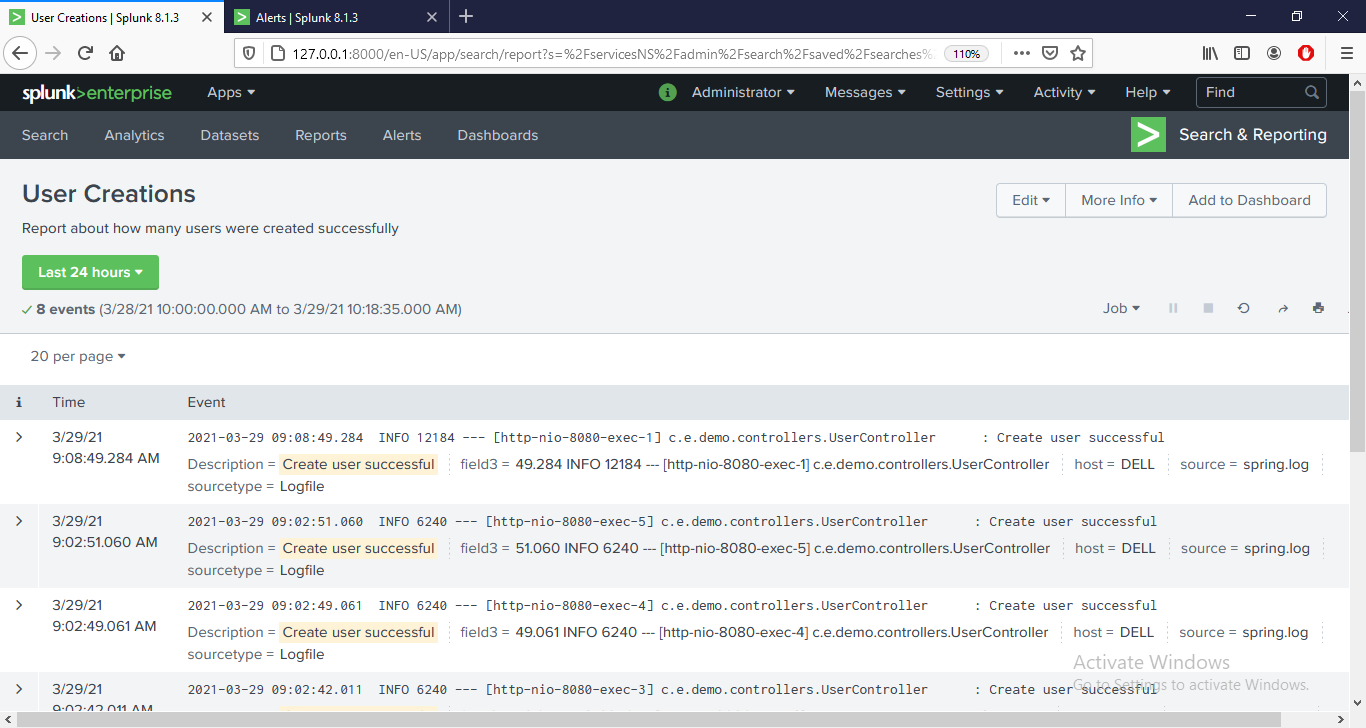 User Creations | Splunk 8.1.3
Alerts | Splunk 8.1.3
127.0.0.1:8000/en-US/app/search/report?s=%2FservicesNS%2Fadmin%2Fsearch%2Fsaved%2Fsearches%
110%
splunk>enterprise
Apps
i
Administrator
Messages
Settings
Activity
Help
Find
Search
Analytics
Datasets
Reports
Alerts
Dashboards
Search & Reporting
User Creations
Edit
More Info
Add to Dashboard
Report about how many users were created successfully
Last 24 hours
8 events (3/28/21 10:00:00.000 AM to 3/29/21 10:18:35.000 AM)
Job
20 per page
i Time Event
3/29/21
9:08:49.284 AM
2021-03-29 09:08:49.284 INFO 12184 --- [http-nio-8080-exec-1] c.e.demo.controllers.UserController : Create user successful
Description = Create user successful field3 = 49.284 INFO 12184 --- [http-nio-8080-exec-1] c.e.demo.controllers.UserController host = DELL source = spring.log
sourcetype = Logfile
3/29/21
9:02:51.060 AM
2021-03-29 09:02:51.060 INFO 6240 --- [http-nio-8080-exec-5] c.e.demo.controllers.UserController : Create user successful
Description = Create user successful field3 = 51.060 INFO 6240 --- [http-nio-8080-exec-5] c.e.demo.controllers.UserController host = DELL source = spring.log
sourcetype = Logfile
3/29/21
9:02:49.061 AM
2021-03-29 09:02:49.061 INFO 6240 --- [http-nio-8080-exec-4] c.e.demo.controllers.UserController : Create user successful
Description = Create user successful field3 = 49.061 INFO 6240 --- [http-nio-8080-exec-4] c.e.demo.controllers.UserController host = DELL source = spring.log
sourcetype = Logfile
3/29/21
9:02:42.011 AM
2021-03-29 09:02:42.011 INFO 6240 --- [http-nio-8080-exec-3] c.e.demo.controllers.UserController : Create user successful
Activate Windows
Go to Settings to activate Windows.